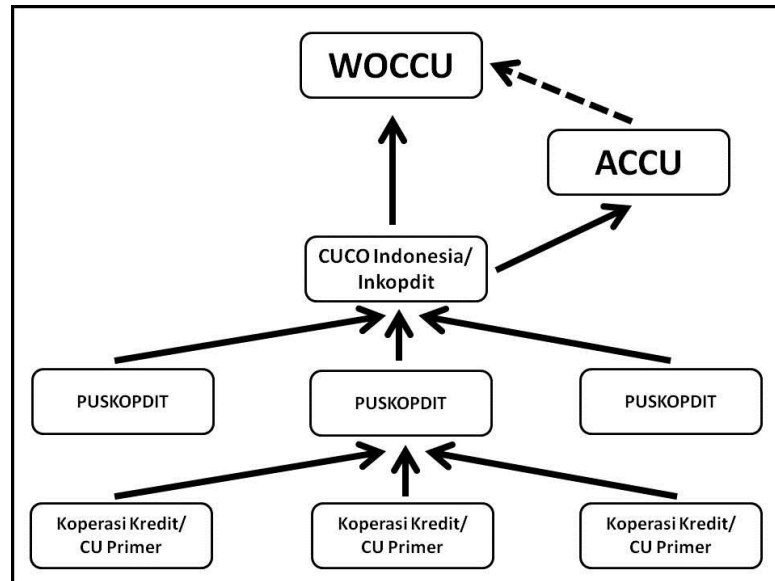 WOCCU
ACCU
CUCO Indonesia/
Inkopdit
PUSKOPDIT
PUSKOPDIT
PUSKOPDIT
Koperasi Kredit/
CU Primer
Koperasi Kredit/
CU Primer
Koperasi Kredit/
CU Primer